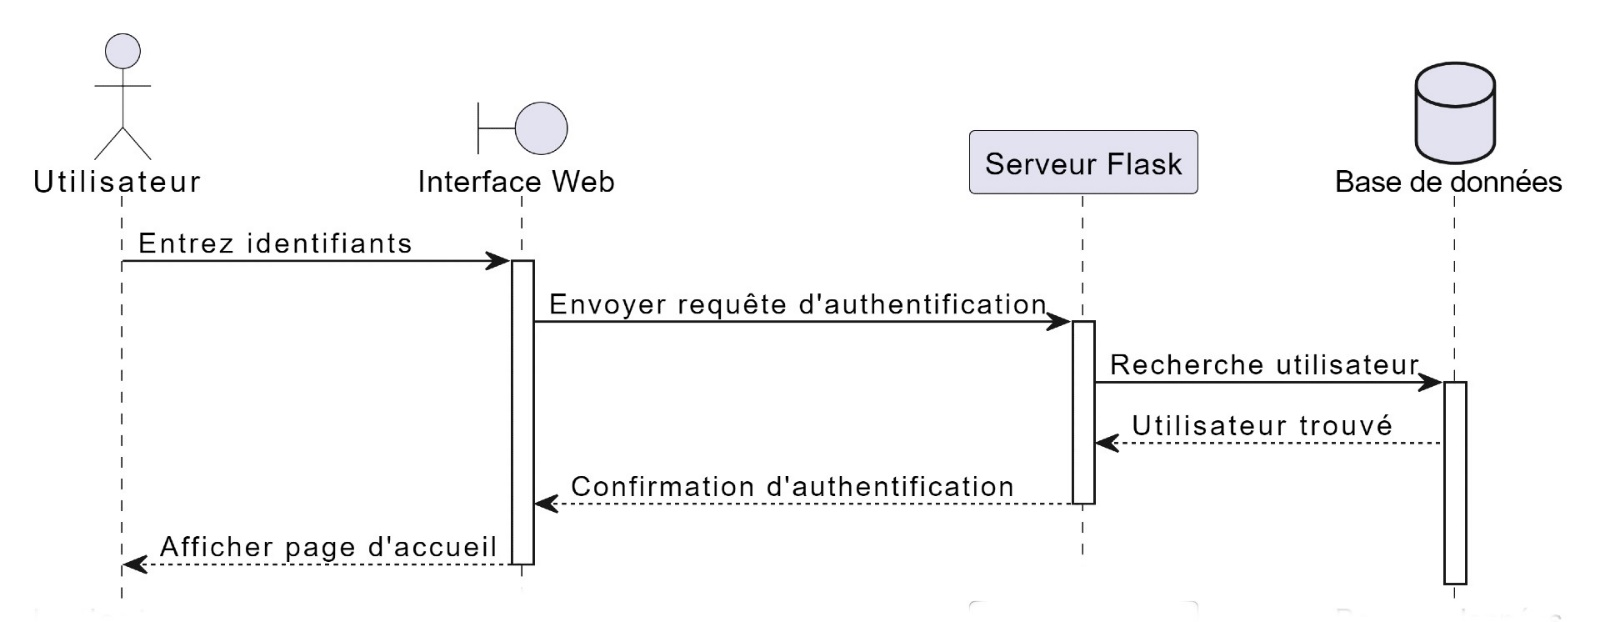 Utilisateur
Interface Web
Serveur Flask
Base de données
Entrez identifiants
Envoyer requête d'authentification
Recherche utilisateur
Utilisateur trouvé
Confirmation d'authentification
Afficher page d'accueil